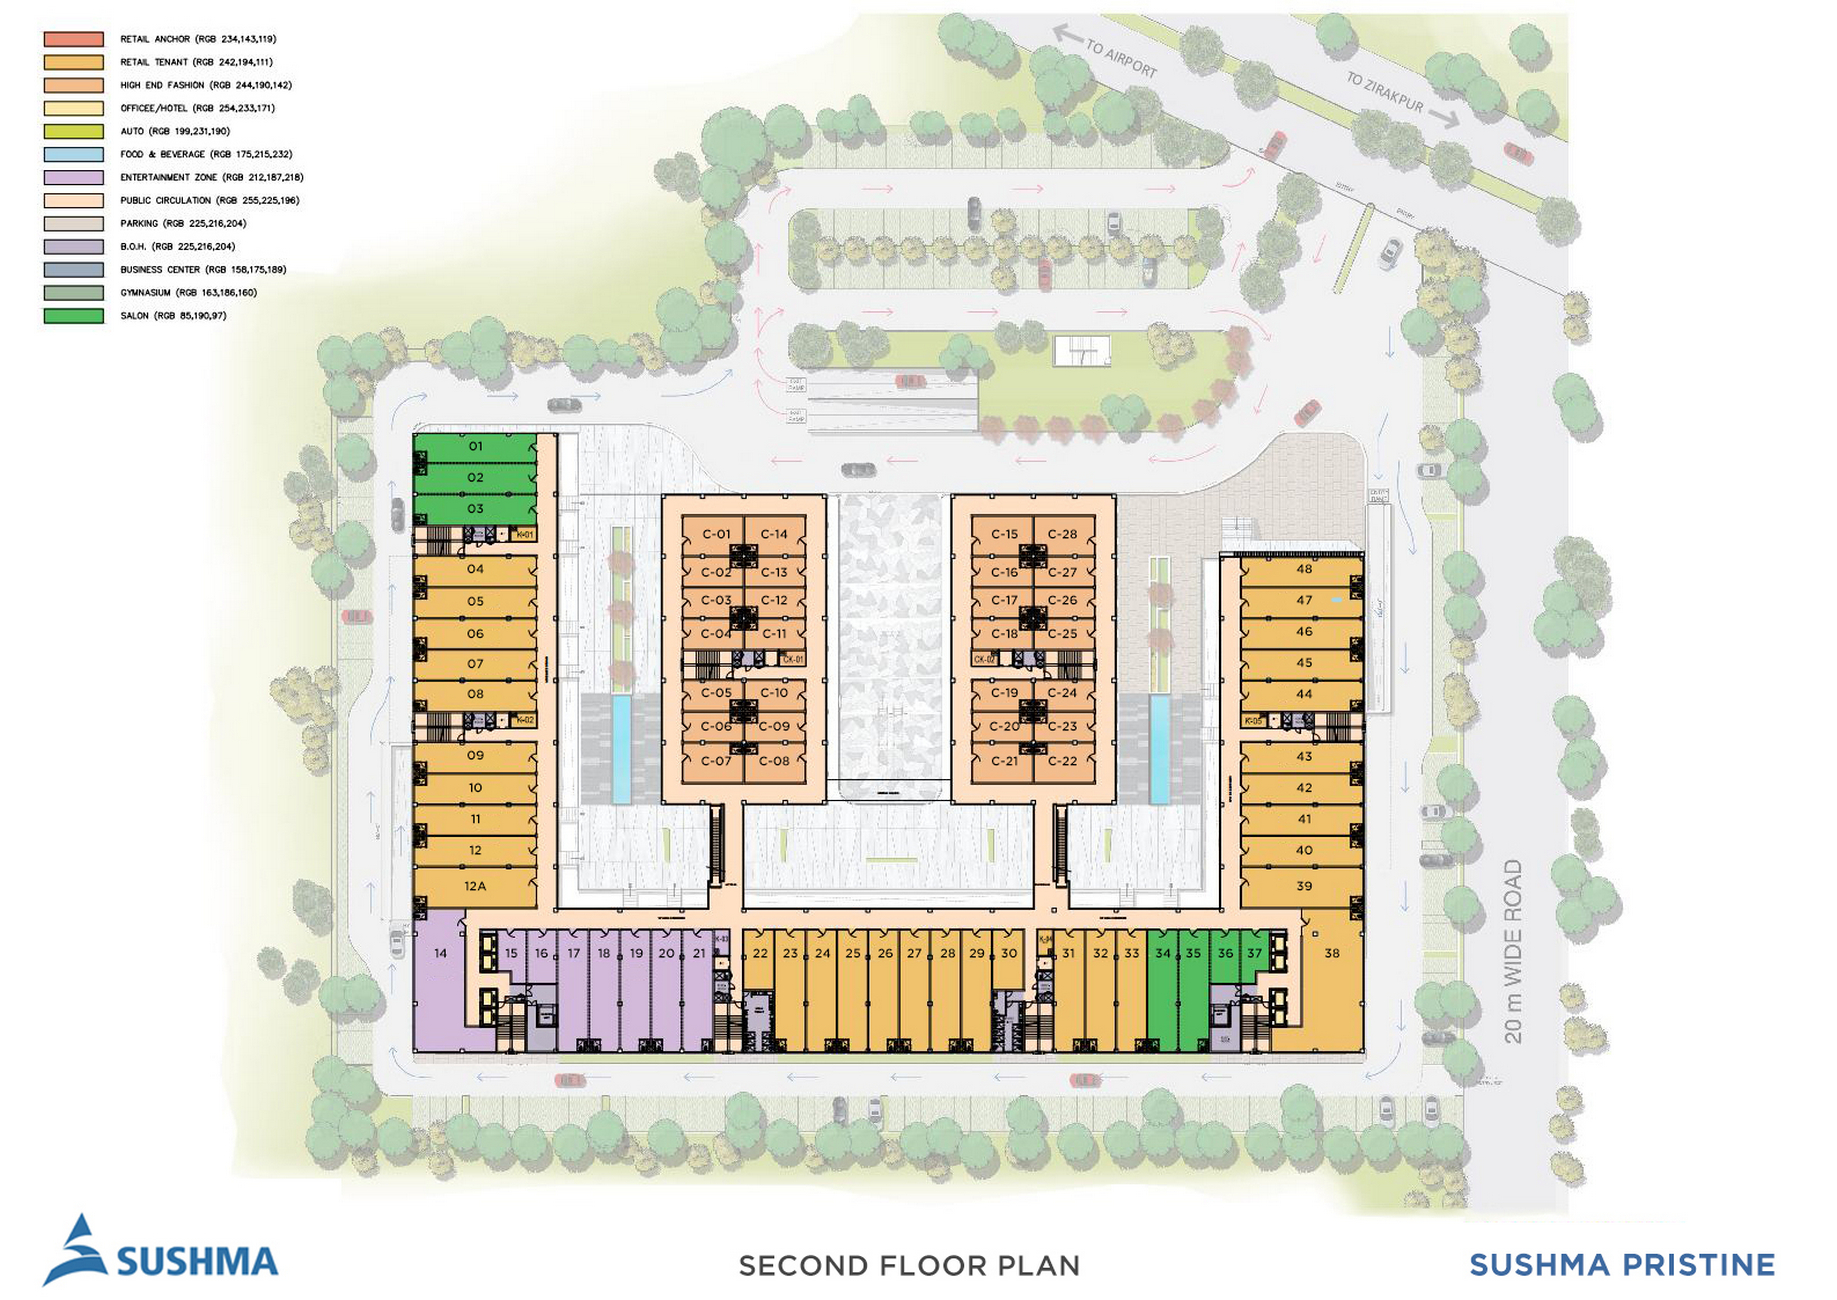 RETAIL ANCHOR (RGB 234,143,119)
RETAIL TENANT (RGB 242,194,111)
HIGH END FASHION (RGB 244,190,142)
OFFICEE/HOTEL (RGB 254,233,171)
AUTO (RGB 199,231,190)
FOOD & BEVERAGE (RGB 175,215,232)
ENTERTAINMENT ZONE (RGB 212,187,218)
PUBLIC CIRCULATION (RGB 255,225,196)
PARKING (RGB 225,216,204)
B.O.H. (RGB 225,216,204)
BUSINESS CENTER (RGB 158,175,189)
GYMNASIUM (RGB 163,186,160)
SALON (RGB 85,190,97)
TO AIRPORT
TO ZIRAKPUR
01
02
03
K-01
04
05
06
07
08
K-02
09
10
11
12
12A
14
C-01 C-14
C-02 C-13
C-03 C-12
C-04 C-11
CK-01
C-05 C-10
C-06 C-09
C-07 C-08
C-15 C-28
C-16 C-27
C-17 C-26
C-18 C-25
CK-02
C-19 C-24
C-20 C-23
C-21 C-22
48
47
46
45
44
K-05
43
42
41
40
39
38
15 16 17 18 19 20 21 K-03 22 23 24 25 26 27 28 29 30 K-04 31 32 33 34 35 36 37
20 m WIDE ROAD
SUSHMA
SECOND FLOOR PLAN
SUSHMA PRISTINE